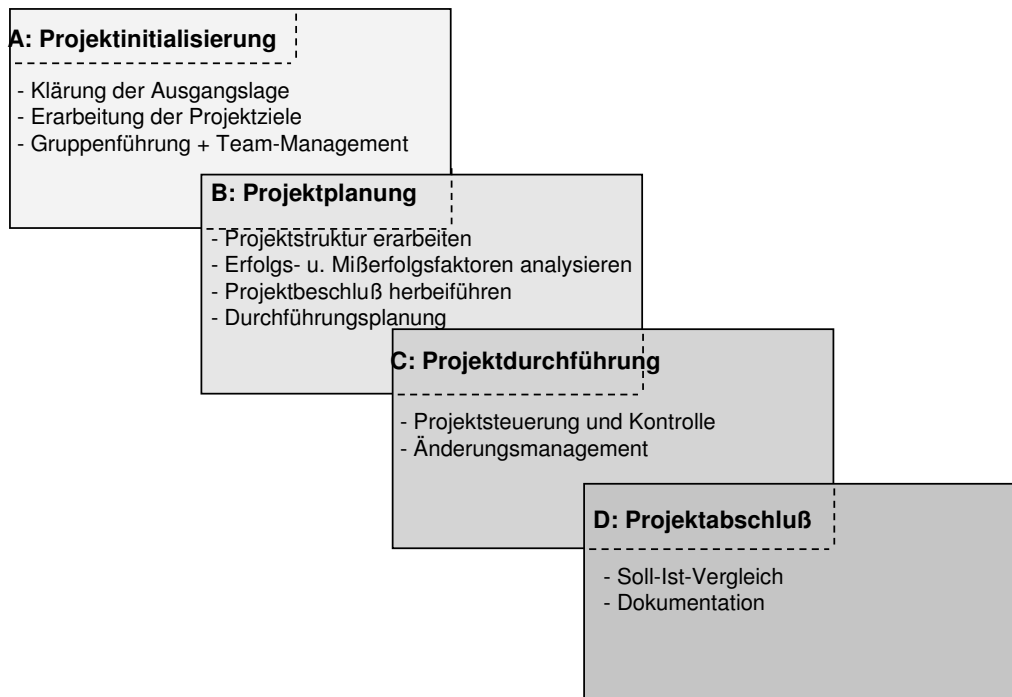 A: Projektinitialisierung
- Klärung der Ausgangslage
- Erarbeitung der Projektziele
- Gruppenführung + Team-Management
B: Projektplanung
- Projektstruktur erarbeiten
- Erfolgs- u. Mißerfolgsfaktoren analysieren
- Projektbeschluß herbeiführen
- Durchführungsplanung
C: Projektdurchführung
- Projektsteuerung und Kontrolle
- Änderungsmanagement
D: Projektabschluß
- Soll-Ist-Vergleich
- Dokumentation